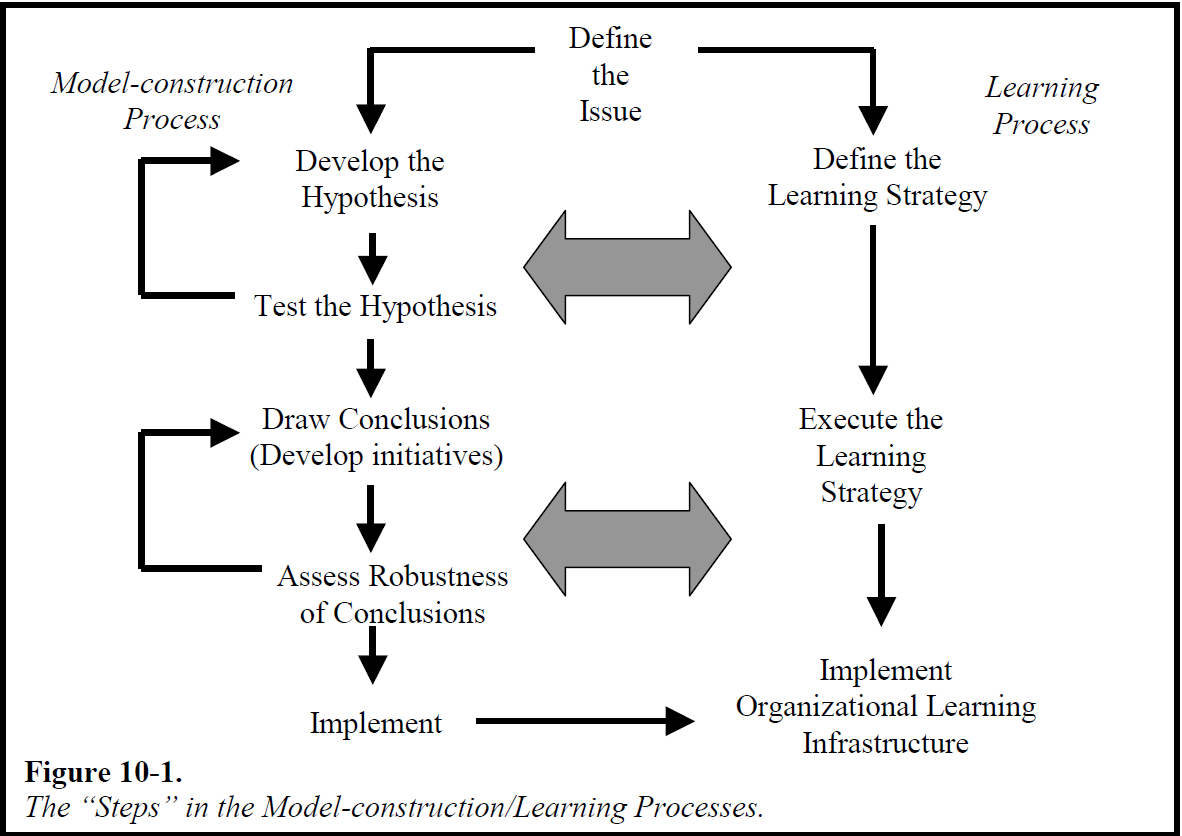 Define
the
Issue
Model-construction
Process
Learning
Process
Develop the
Hypothesis
Define the
Learning Strategy
Test the Hypothesis
Draw Conclusions
(Develop initiatives)
Execute the
Learning
Strategy
Assess Robustness
of Conclusions
Implement
Implement
Organizational Learning
Infrastructure
Figure 10-1.
The “Steps” in the Model-construction/Learning Processes.